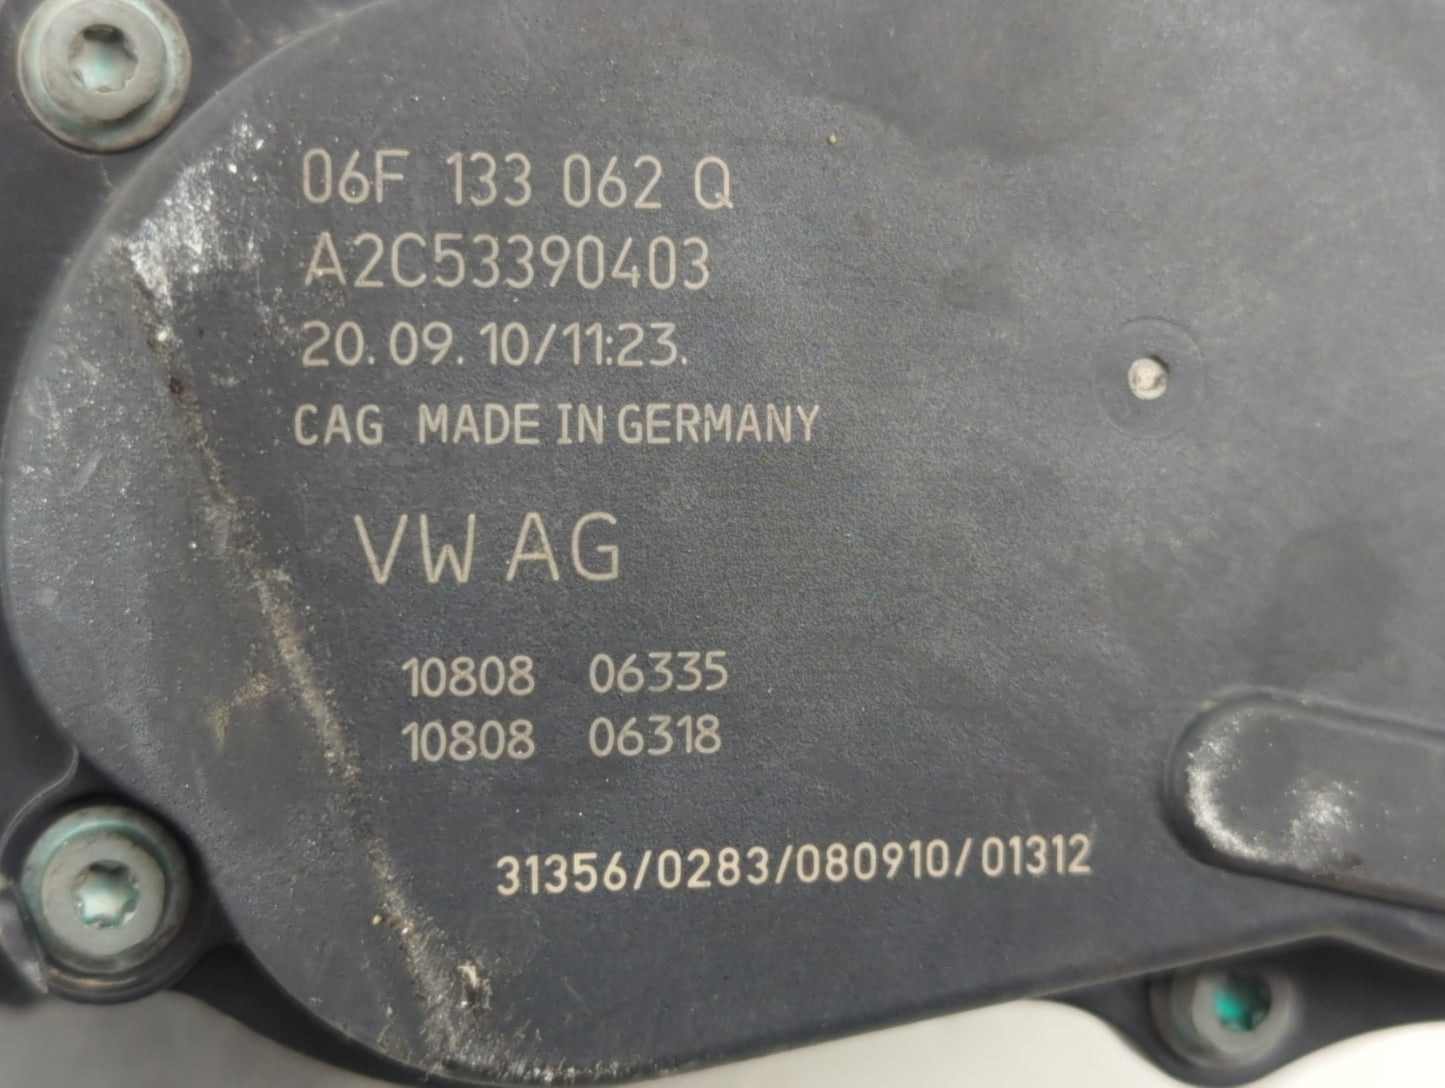 06F 133 062 Q
A2C53390403
20.09.10/11:23.
CAG MADE IN GERMANY
VW AG
10808 06335
10808 06318
31356/0283/080910/01312